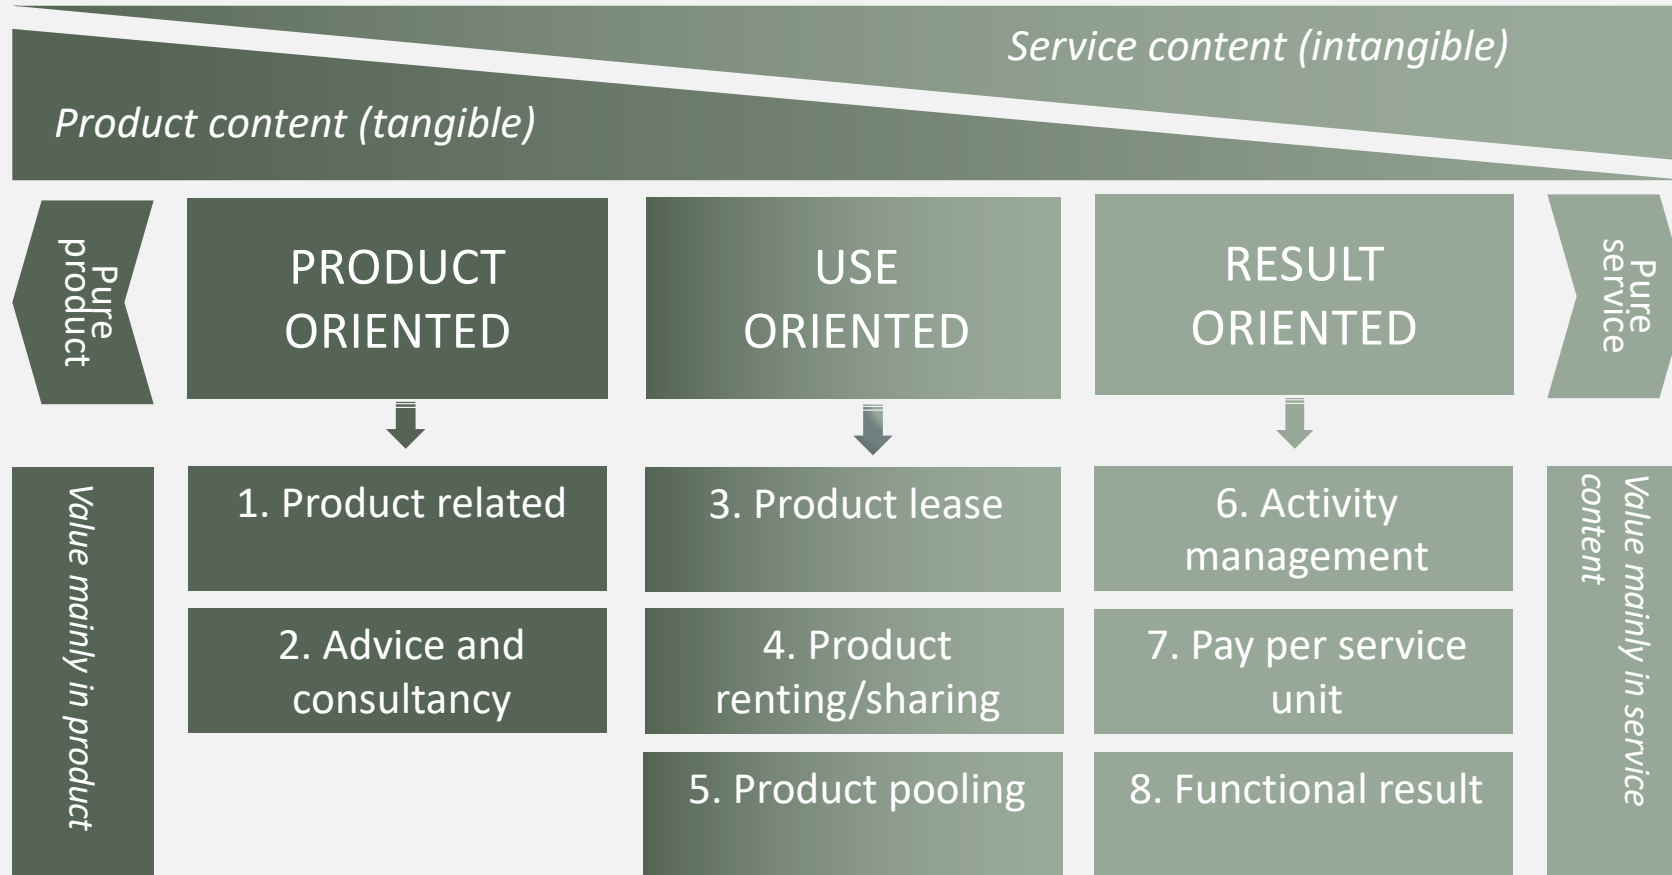 Service content (intangible)
Product content (tangible)
Pure
product
PRODUCT
ORIENTED
USE
ORIENTED
RESULT
ORIENTED
Pure
service
Value mainly in product
1. Product related
2. Advice and
consultancy
3. Product lease
4. Product
renting/sharing
5. Product pooling
6. Activity
management
7. Pay per service
unit
8. Functional result
Value mainly in service
content